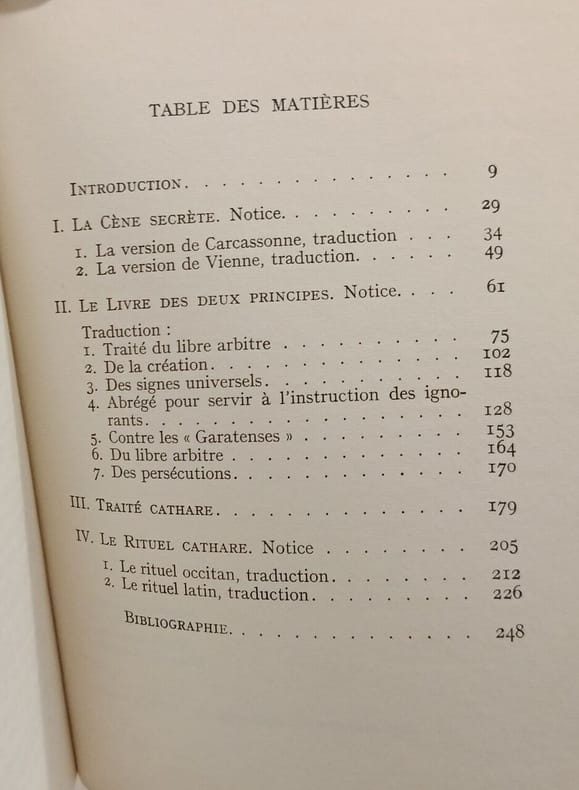 TABLE DES MATIÈRES
INTRODUCTION. . . . . . . . . . . . . . 9
I. LA CÈNE SECRÈTE. Notice. . . . . . . . . 29
1. La version de Carcassonne, traduction . . . 34
2. La version de Vienne, traduction. . . . . . 49
II. LE LIVRE DES DEUX PRINCIPES. Notice. . . . 61
Traduction :
1. Traité du libre arbitre . . . . . . . . . . 75
2. De la création. . . . . . . . . . . . . . 102
3. Des signes universels. . . . . . . . . . . 118
4. Abrégé pour servir à l'instruction des igno-
rants. . . . . . . . . . . . . . . . . . 128
5. Contre les « Garatenses » . . . . . . . . . 153
6. Du libre arbitre . . . . . . . . . . . . . 164
7. Des persécutions. . . . . . . . . . . . . 170
III. TRAITÉ CATHARE. . . . . . . . . . . . . 179
IV. LE RITUEL CATHARE. Notice . . . . . . . . 205
1. Le rituel occitan, traduction. . . . . . . . 212
2. Le rituel latin, traduction. . . . . . . . . 226
BIBLIOGRAPHIE. . . . . . . . . . . . . 248